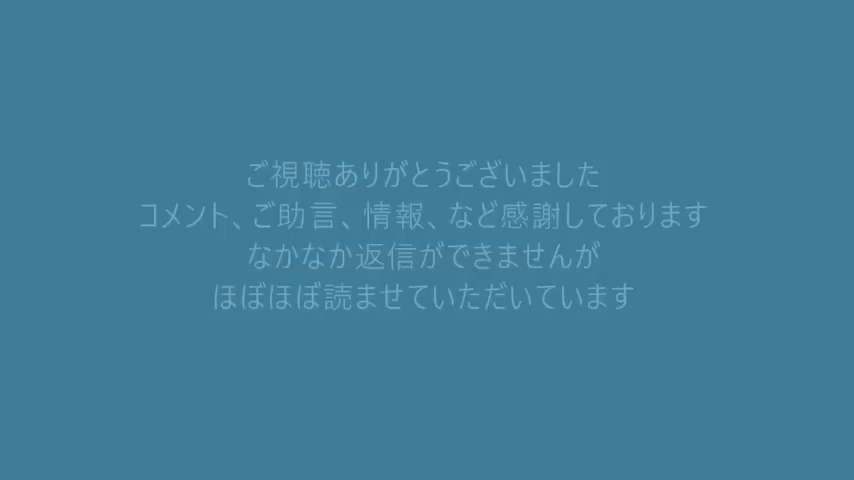 ご視聴ありがとうございました
コメント、ご助言、情報、など感謝しております
なかなか返信ができませんが
ほぼほぼ読ませていただいています